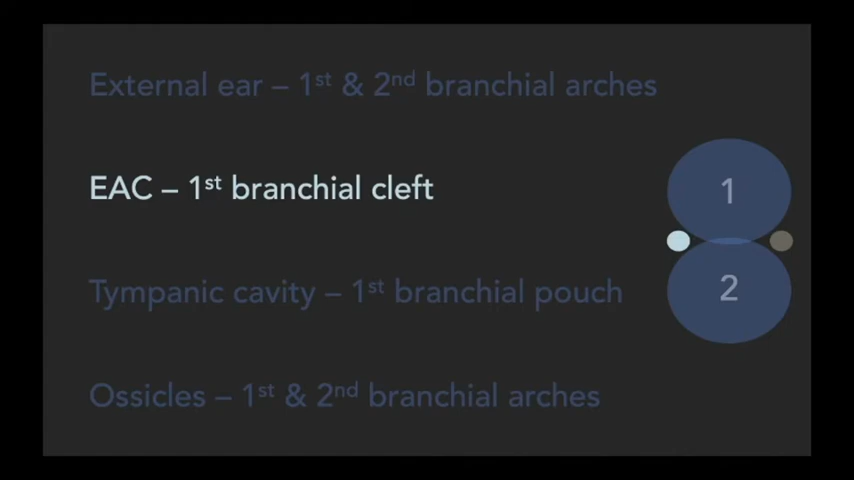 External ear – 1st & 2nd branchial arches
EAC – 1st branchial cleft
1
Tympanic cavity – 1st branchial pouch
2
Ossicles – 1st & 2nd branchial arches